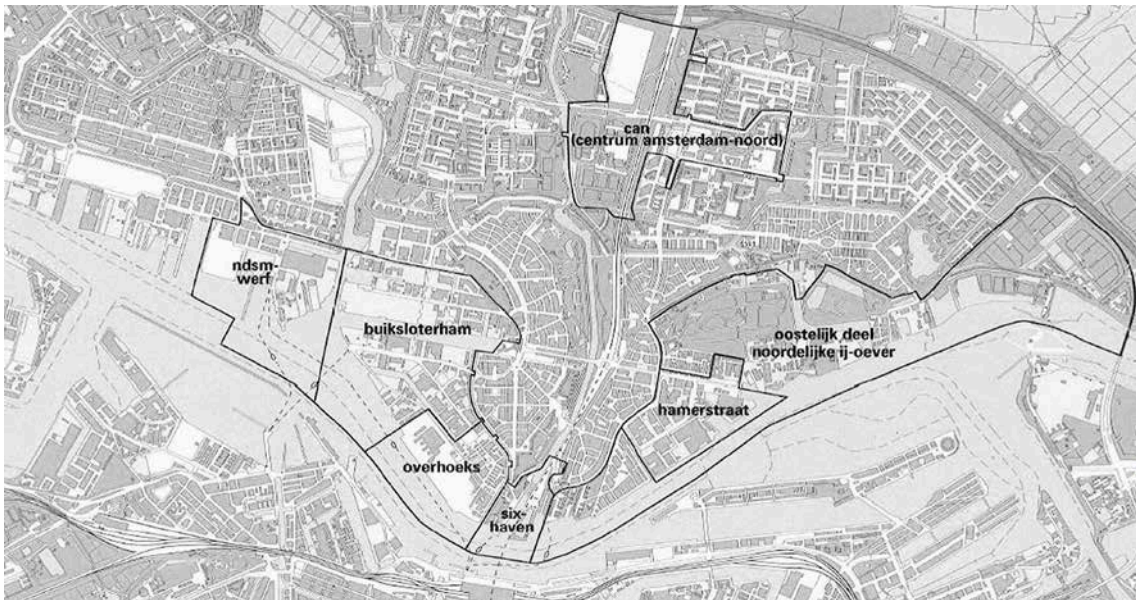 can
(centrum amsterdam-noord)
ndsm-
werf
buiksloterham
oostelijk deel
noordelijke ij-oever
hamerstraat
overhoeks
six-
haven